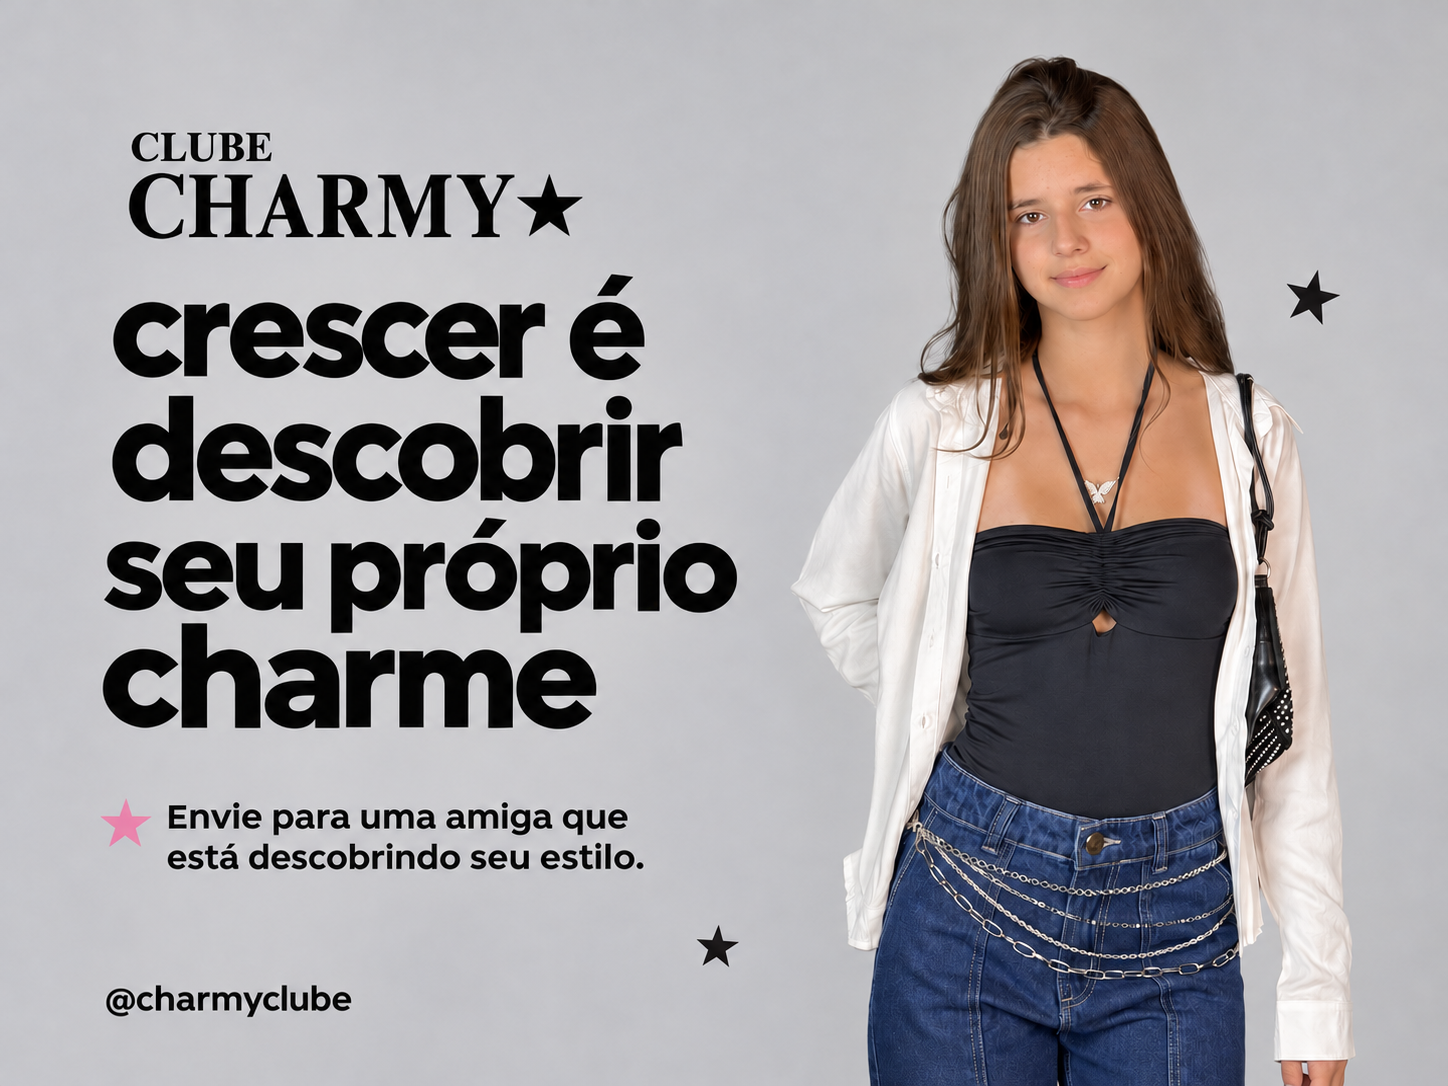 CLUBE
CHARMY★
crescer é
descobrir
seu próprio
charme
Envie para uma amiga que
está descobrindo seu estilo.
@charmyclube